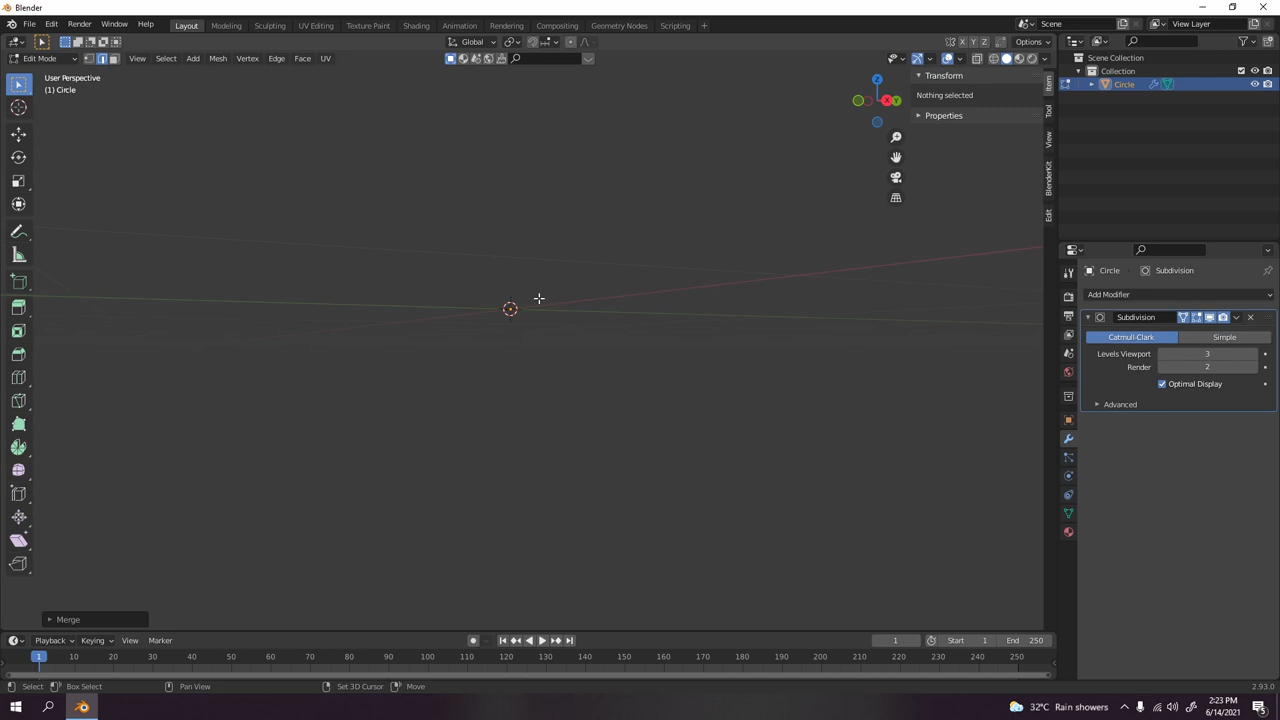 Blender
File Edit Render Window Help Layout Modeling Sculpting UV Editing Texture Paint Shading Animation Rendering Compositing Geometry Nodes Scripting + Scene View Layer
Global X Y Z Options
Edit Mode View Select Add Mesh Vertex Edge Face UV
User Perspective
(1) Circle
Transform
Nothing selected
Properties
Item
Tool
View
BlenderKit
Edit
Z
X
Y
Scene Collection
Collection
Circle
Circle Subdivision
Add Modifier
Subdivision
Catmull-Clark Simple
Levels Viewport 3
Render 2
Optimal Display
Advanced
Merge
Playback Keying View Marker 1 Start 1 End 250
1 10 20 30 40 50 60 70 80 90 100 110 120 130 140 150 160 170 180 190 200 210 220 230 240 250
Select Box Select Pan View Set 3D Cursor Move 2.93.0
32°C Rain showers 2:23 PM
6/14/2021
5